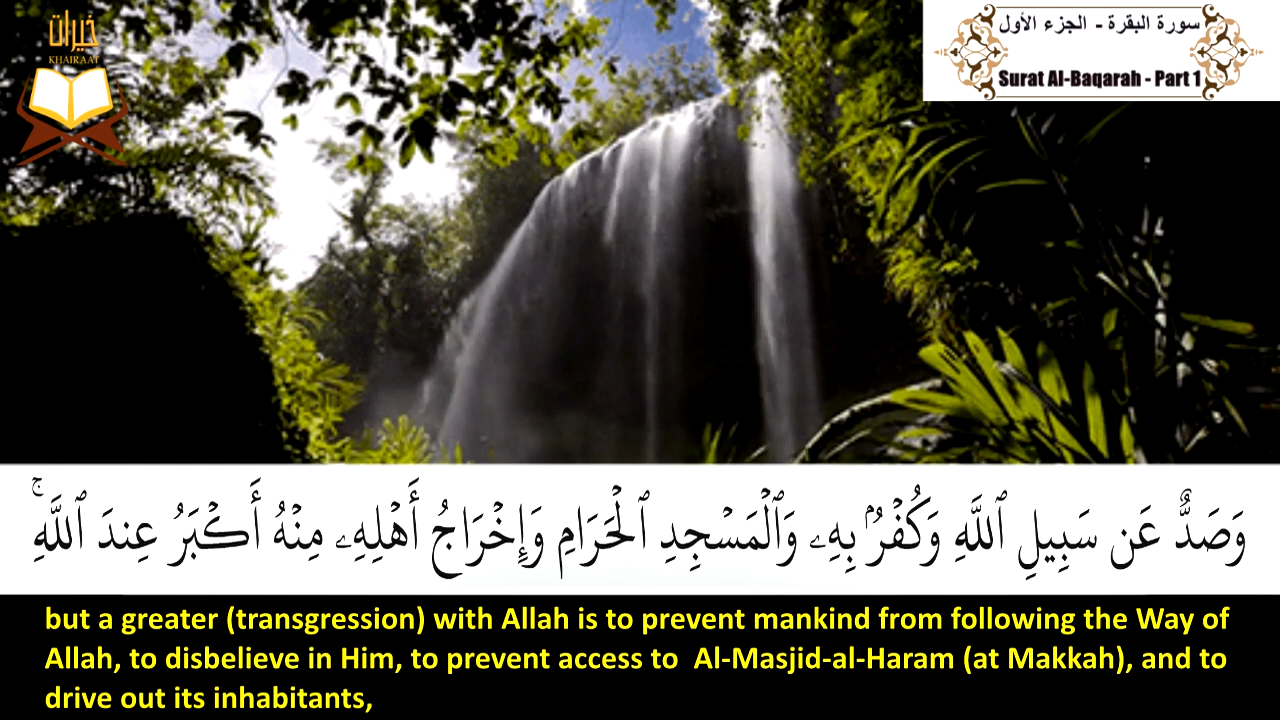 خيرات
KHAIRAAT
سورة البقرة - الجزء الأول
Surat Al-Baqarah - Part 1
وَصَدٌّ عَن سَبِيلِ ٱللَّهِ وَكُفْرٌۢ بِهِۦ وَٱلْمَسْجِدِ ٱلْحَرَامِ وَإِخْرَاجُ أَهْلِهِۦ مِنْهُ أَكْبَرُ عِندَ ٱللَّهِۚ
but a greater (transgression) with Allah is to prevent mankind from following the Way of
Allah, to disbelieve in Him, to prevent access to  Al-Masjid-al-Haram (at Makkah), and to
drive out its inhabitants,